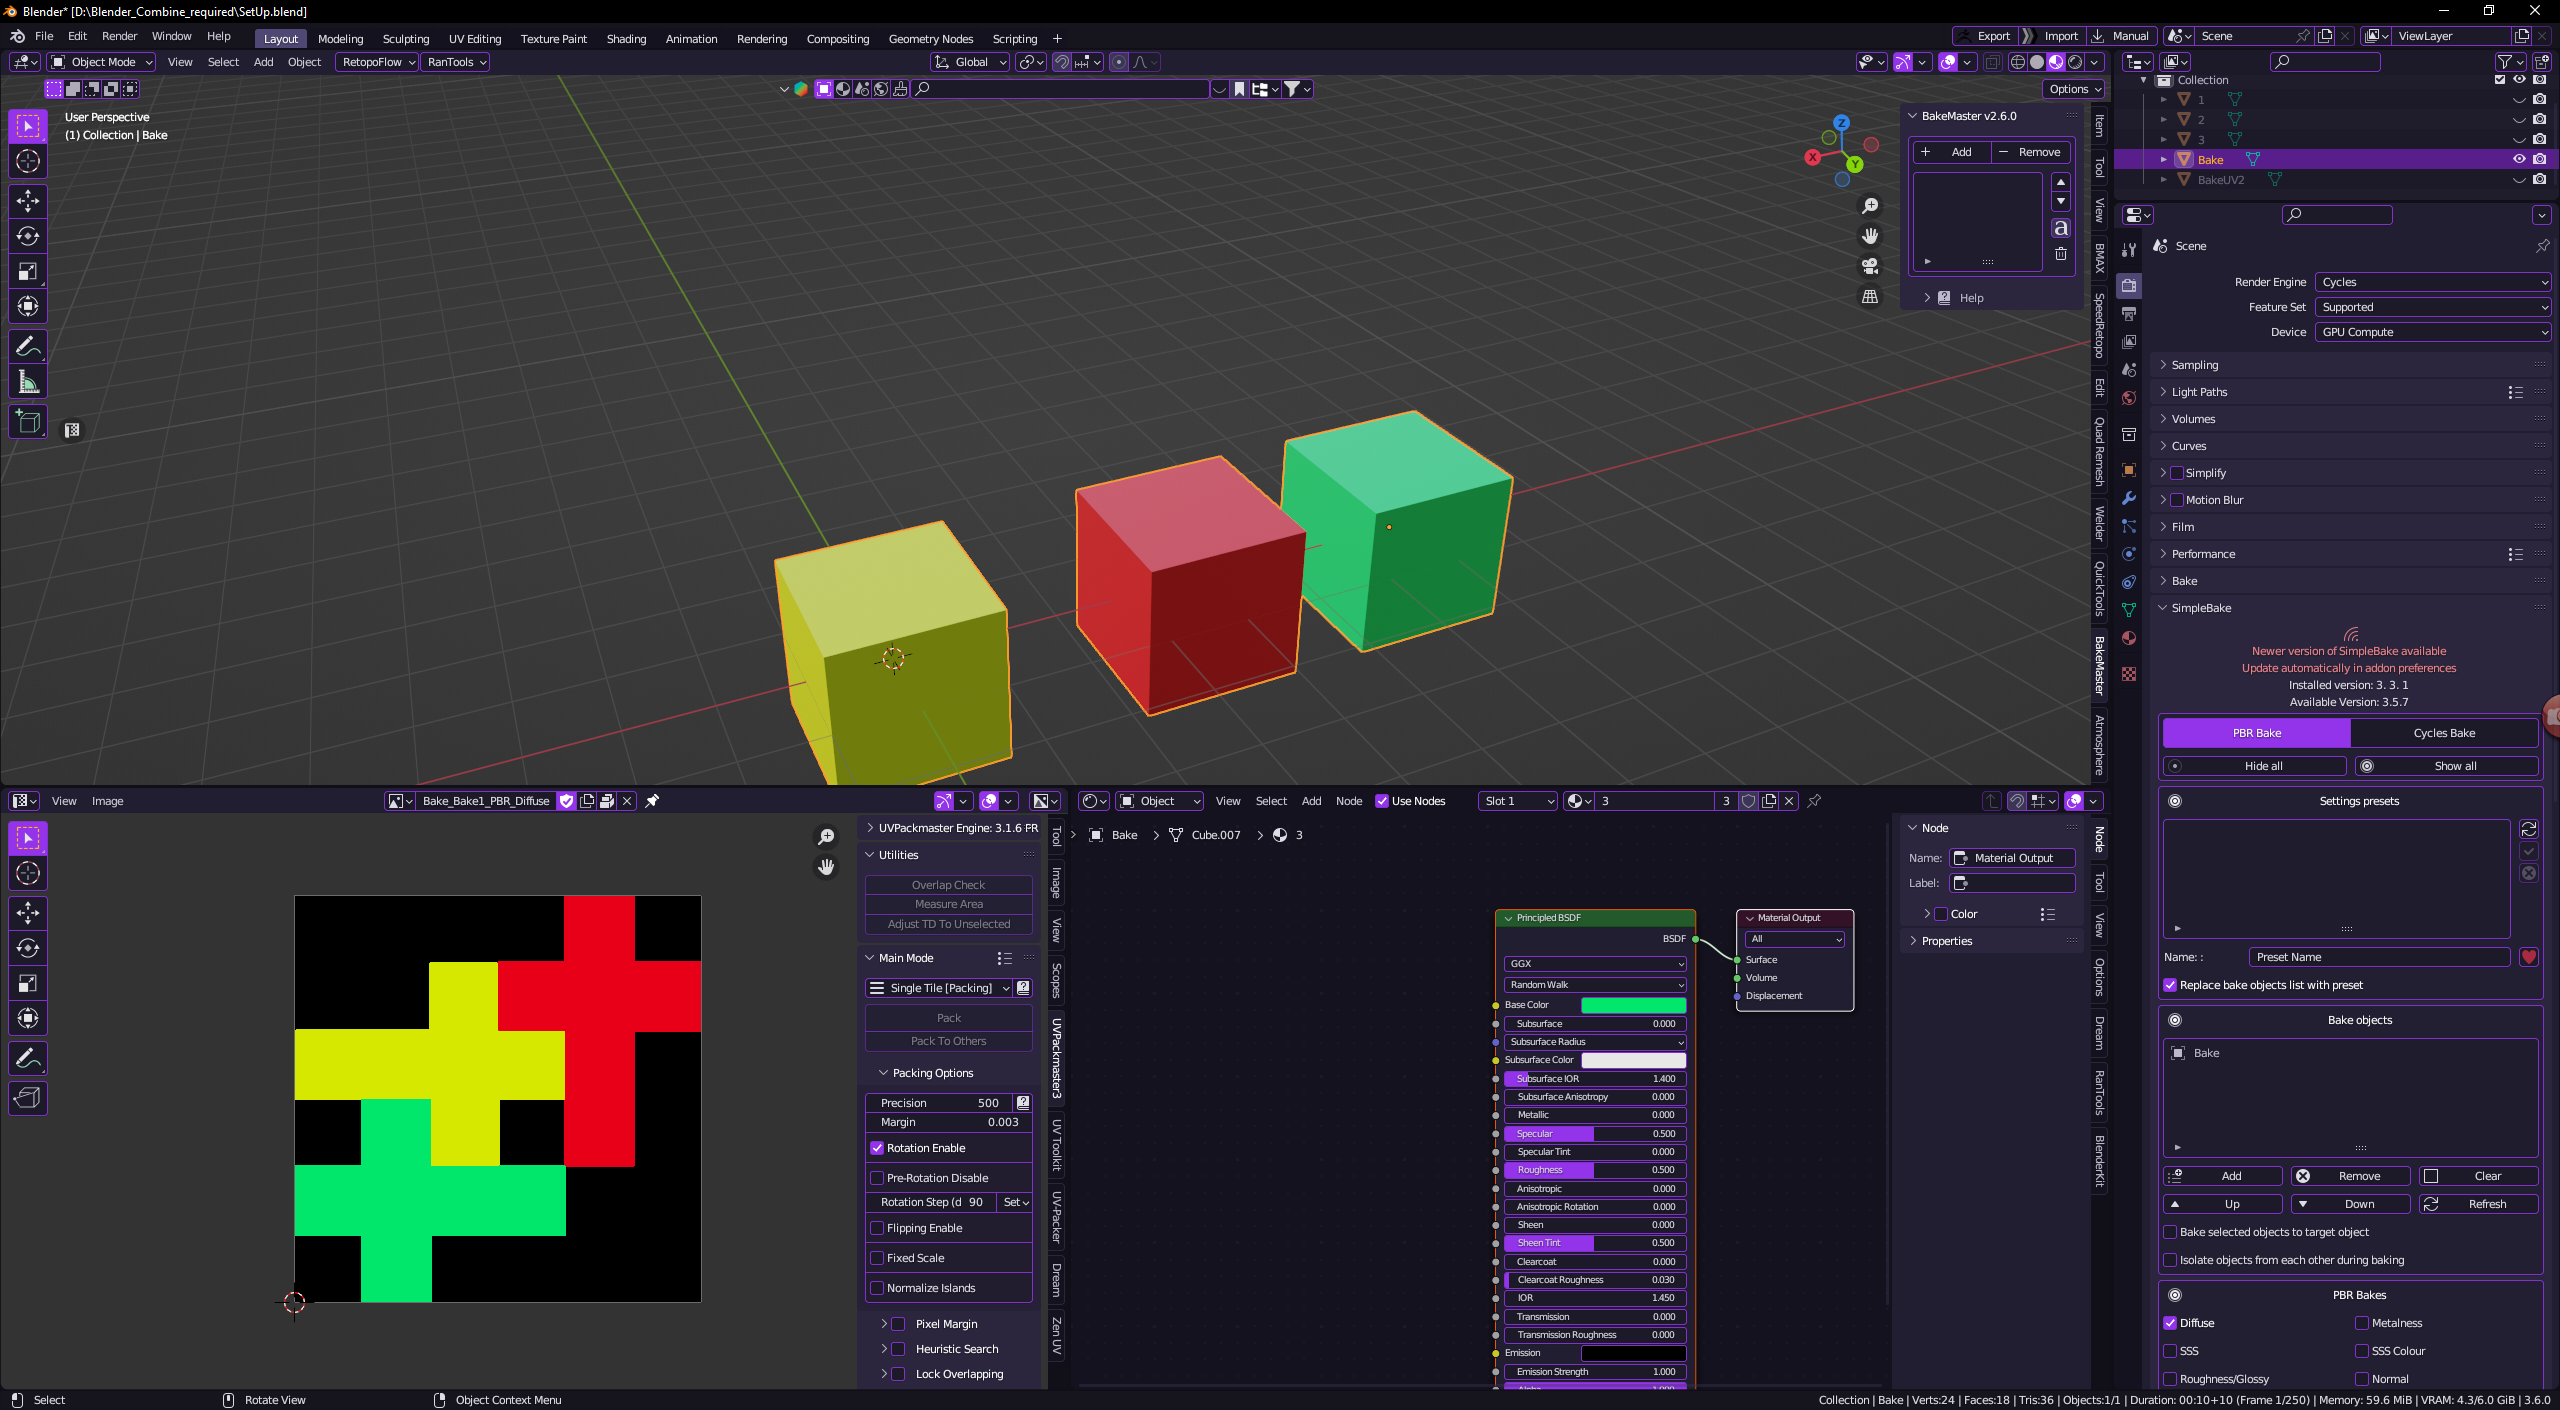 Blender* [D:\Blender_Combine_required\SetUp.blend]
File Edit Render Window Help Layout Modeling Sculpting UV Editing Texture Paint Shading Animation Rendering Compositing Geometry Nodes Scripting + Export Import Manual Scene ViewLayer
Object Mode View Select Add Object RetopoFlow RanTools Global
Options
User Perspective
(1) Collection | Bake
X Y Z
BakeMaster v2.6.0
Add Remove
a
Help
Item
Tool
View
BMAX
SpeedRetopo
Edit
Quad Remesh
Welder
QuickTools
BakeMaster
Atmosphere
Collection
1
2
3
Bake
BakeUV2
Scene
Render Engine Cycles
Feature Set Supported
Device GPU Compute
Sampling
Light Paths
Volumes
Curves
Simplify
Motion Blur
Film
Performance
Bake
SimpleBake
Newer version of SimpleBake available
Update automatically in addon preferences
Installed version: 3. 3. 1
Available Version: 3.5.7
PBR Bake Cycles Bake
Hide all Show all
Settings presets
Name: : Preset Name
Replace bake objects list with preset
Bake objects
Bake
Add Remove Clear
Up Down Refresh
Bake selected objects to target object
Isolate objects from each other during baking
PBR Bakes
Diffuse Metalness
SSS SSS Colour
Roughness/Glossy Normal
View Image Bake_Bake1_PBR_Diffuse
UVPackmaster Engine: 3.1.6 PR
Utilities
Overlap Check
Measure Area
Adjust TD To Unselected
Main Mode
Single Tile [Packing]
Pack
Pack To Others
Packing Options
Precision 500
Margin 0.003
Rotation Enable
Pre-Rotation Disable
Rotation Step (d 90 Set
Flipping Enable
Fixed Scale
Normalize Islands
Pixel Margin
Heuristic Search
Lock Overlapping
Tool
Image
View
Scopes
UVPackmaster3
UV Toolkit
UV-Packer
Dream
Zen UV
Object View Select Add Node Use Nodes Slot 1 3 3
Bake > Cube.007 > 3
Principled BSDF
BSDF
GGX
Random Walk
Base Color
Subsurface 0.000
Subsurface Radius
Subsurface Color
Subsurface IOR 1.400
Subsurface Anisotropy 0.000
Metallic 0.000
Specular 0.500
Specular Tint 0.000
Roughness 0.500
Anisotropic 0.000
Anisotropic Rotation 0.000
Sheen 0.000
Sheen Tint 0.500
Clearcoat 0.000
Clearcoat Roughness 0.030
IOR 1.450
Transmission 0.000
Transmission Roughness 0.000
Emission
Emission Strength 1.000
Material Output
All
Surface
Volume
Displacement
Node
Name: Material Output
Label:
Color
Properties
Node
Tool
View
Options
Dream
RanTools
BlenderKit
Select Rotate View Object Context Menu Collection | Bake | Verts:24 | Faces:18 | Tris:36 | Objects:1/1 | Duration: 00:10+10 (Frame 1/250) | Memory: 59.6 MiB | VRAM: 4.3/6.0 GiB | 3.6.0